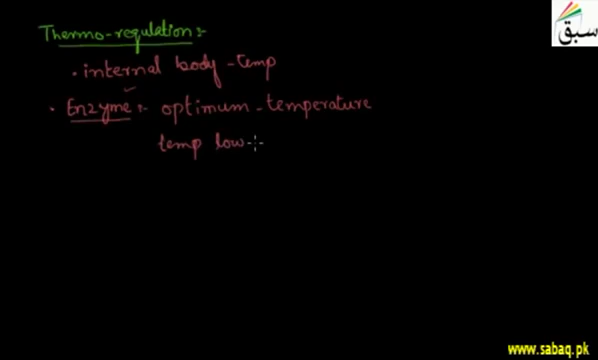 Thermo-regulation:-
سبق
• internal body-temp
• Enzyme :- optimum-temperature
temp low-
www.sabaq.pk